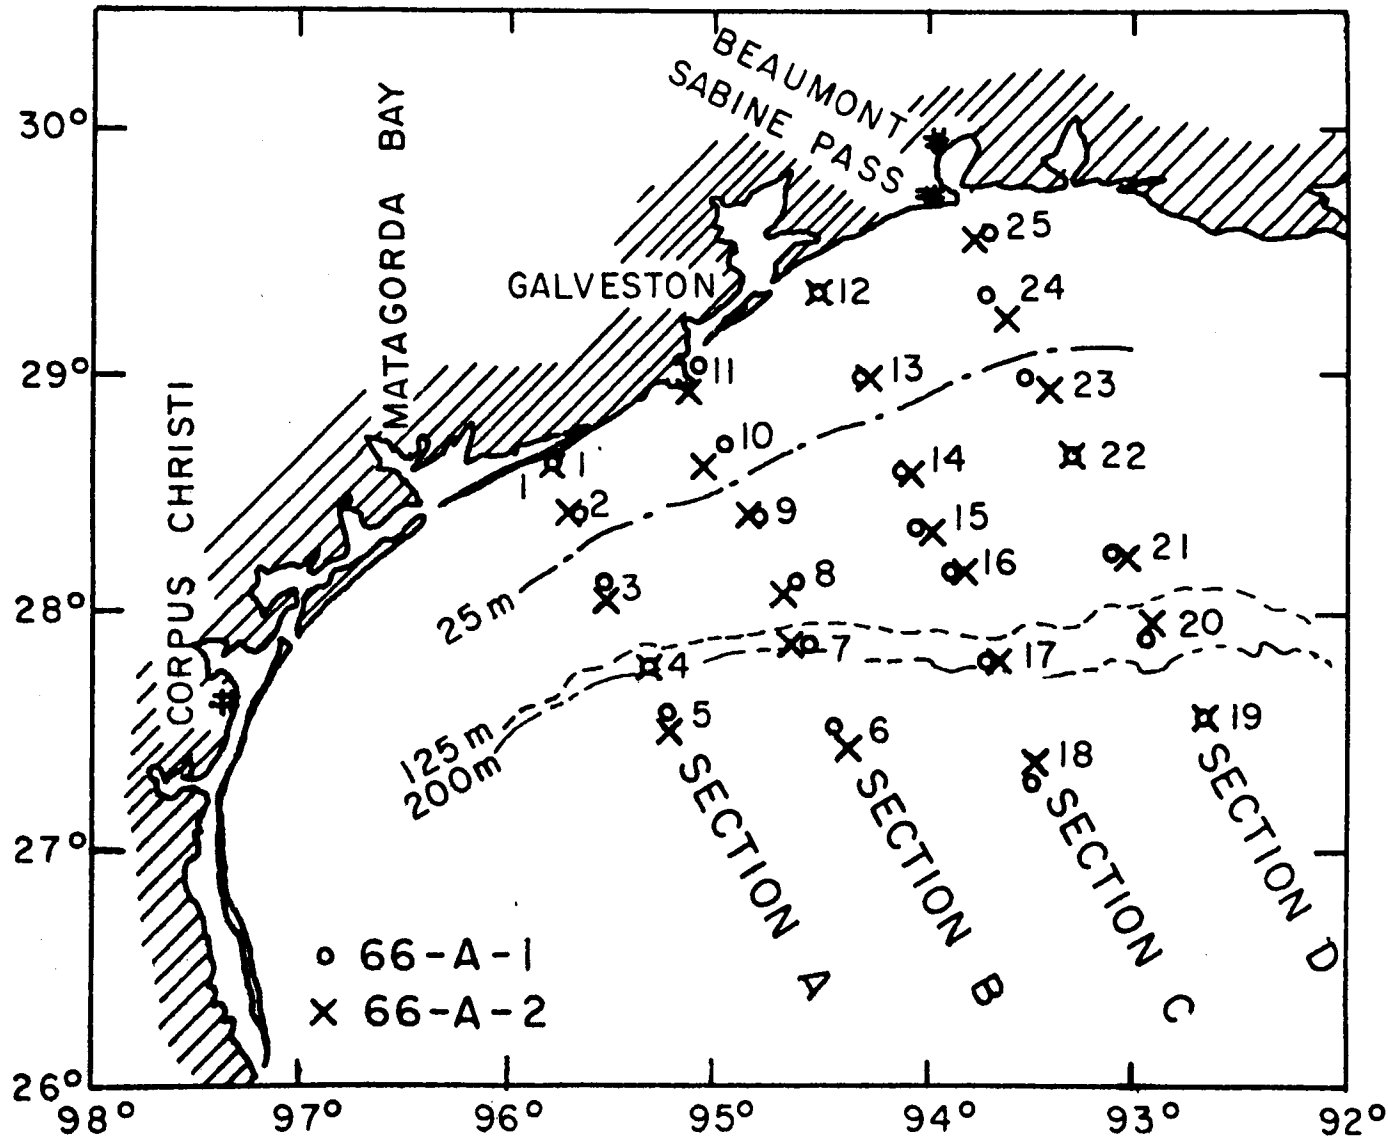 BEAUMONT
SABINE PASS
30°
MATAGORDA BAY
25
GALVESTON
12
24
29°
11
13
23
CORPUS CHRISTI
10
14
22
1
1
2
9
15
16
21
3
8
28°
25 m
20
7
17
4
5
6
19
125 m
200m
18
SECTION A
SECTION B
SECTION C
SECTION D
27°
66-A-1
66-A-2
26°
98°
97°
96°
95°
94°
93°
92°